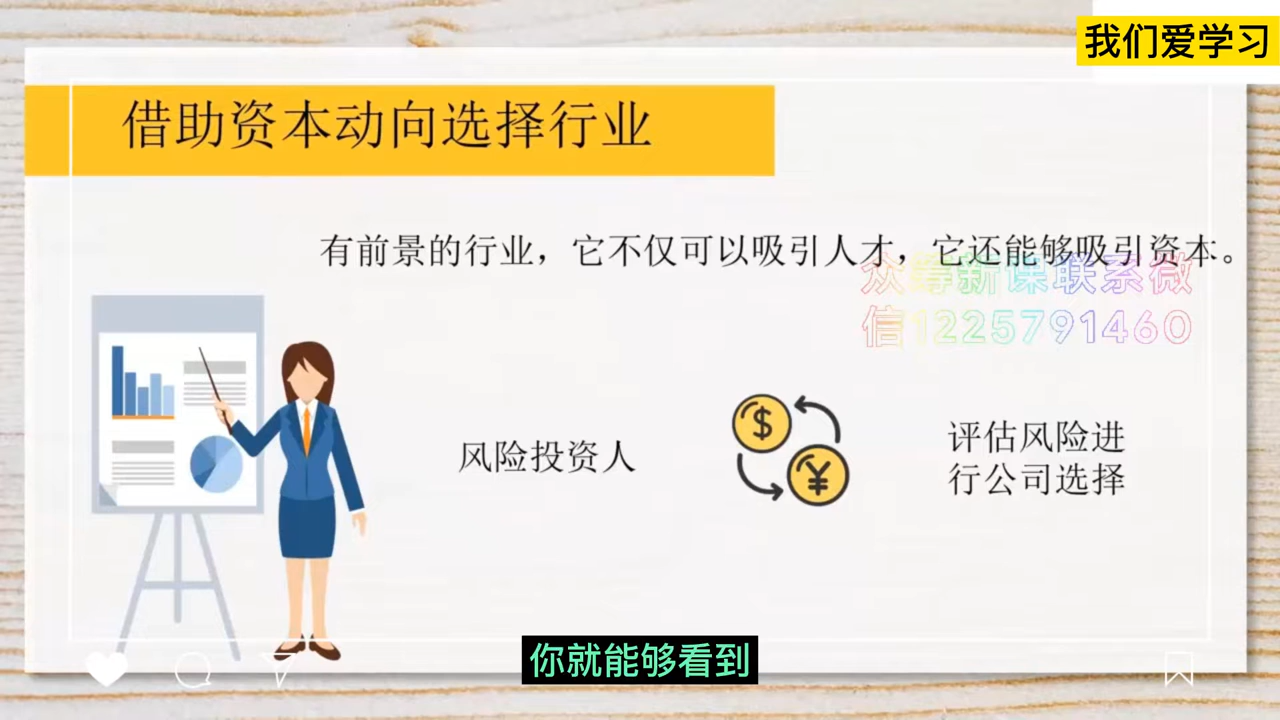 我们爱学习
借助资本动向选择行业
有前景的行业，它不仅可以吸引人才，它还能够吸引资本。
众筹新课联系微
信1225791460
风险投资人
$
¥
评估风险进
行公司选择
你就能够看到